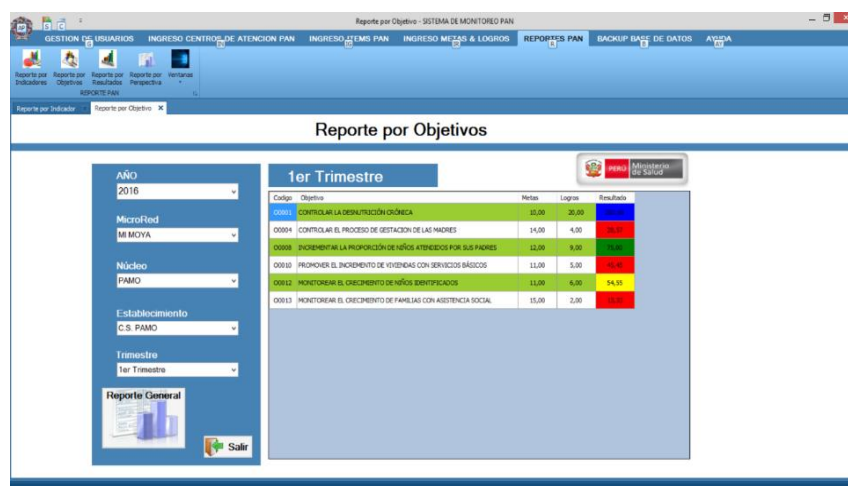 Reporte por Objetivo - SISTEMA DE MONITOREO PAN
GESTION DE USUARIOS INGRESO CENTROS DE ATENCION PAN INGRESO ITEMS PAN INGRESO METAS & LOGROS REPORTES PAN BACKUP BASE DE DATOS AYUDA
Reporte por Indicadores Reporte por Objetivos Reporte por Resultados Reporte por Perspectiva Ventanas
REPORTE PAN
Reporte por Indicador Reporte por Objetivo X
Reporte por Objetivos
AÑO
2016
MicroRed
MI MOYA
Núcleo
PAMO
Establecimiento
C.S. PAMO
Trimestre
1er Trimestre
Reporte General
Salir
1er Trimestre
PERÚ Ministerio de Salud
Codigo Objetivo Metas Logros Resultado
O0001 CONTROLAR LA DESNUTRICIÓN CRÓNICA 10,00 20,00
O0004 CONTROLAR EL PROCESO DE GESTACION DE LAS MADRES 14,00 4,00
O0008 INCREMENTAR LA PROPORCIÓN DE NIÑOS ATENDIDOS POR SUS PADRES 12,00 9,00 75,00
O0010 PROMOVER EL INCREMENTO DE VIVIENDAS CON SERVICIOS BÁSICOS 11,00 5,00
O0012 MONITOREAR EL CRECIMIENTO DE NIÑOS IDENTIFICADOS 11,00 6,00 54,55
O0013 MONITOREAR EL CRECIMIENTO DE FAMILIAS CON ASISTENCIA SOCIAL 15,00 2,00